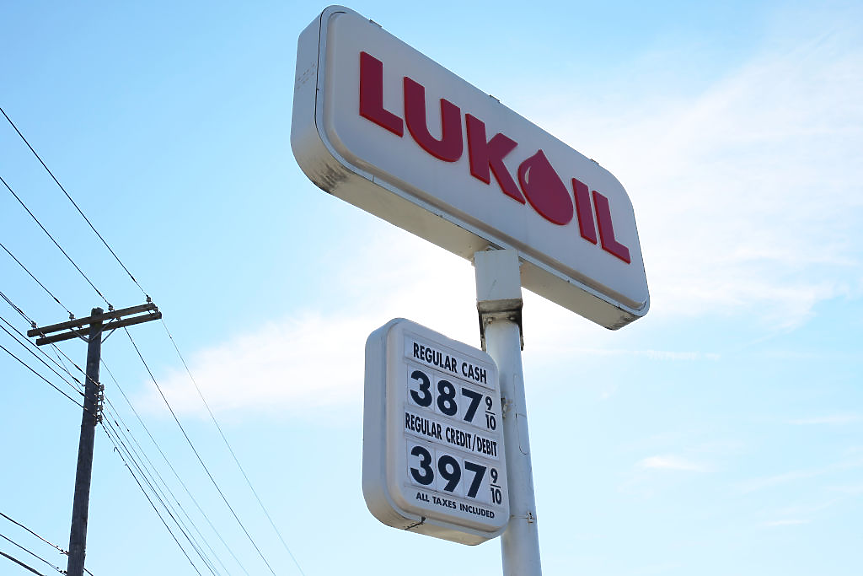 LUKOIL
REGULAR CASH
387 9/10
REGULAR CREDIT/DEBIT
397 9/10
ALL TAXES INCLUDED